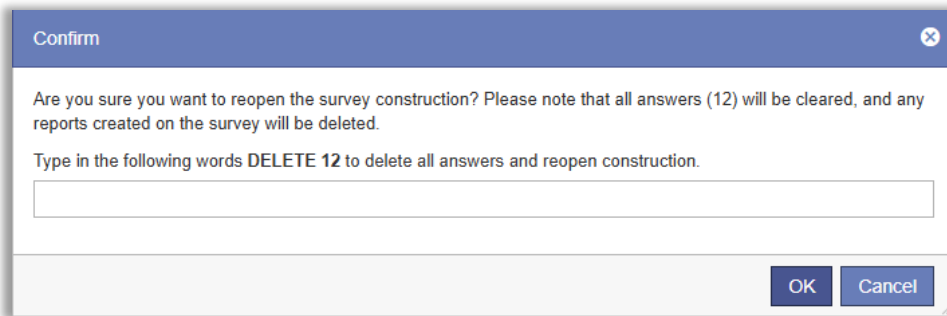 Confirm
Are you sure you want to reopen the survey construction? Please note that all answers (12) will be cleared, and any
reports created on the survey will be deleted.
Type in the following words DELETE 12 to delete all answers and reopen construction.
OK Cancel